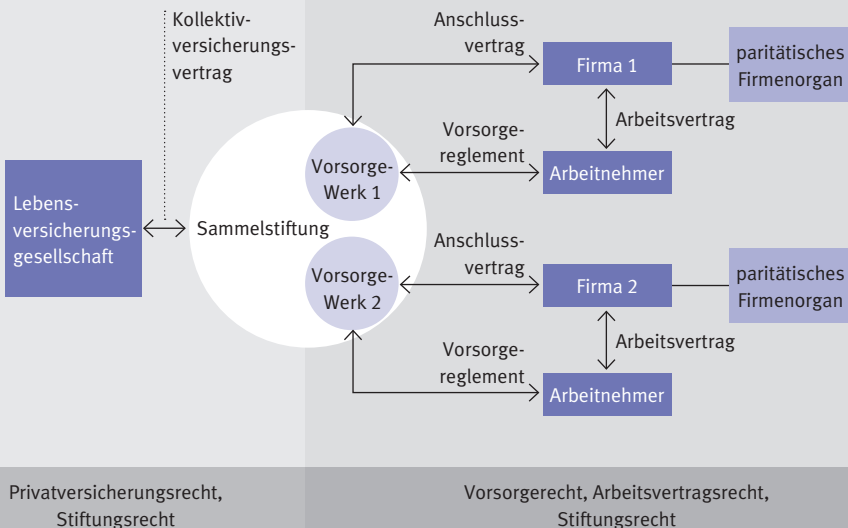 Kollektiv-
versicherungs-
vertrag
Anschluss-
vertrag
Firma 1
paritätisches
Firmenorgan
Arbeitsvertrag
Vorsorge-
reglement
Arbeitnehmer
Vorsorge-
Werk 1
Lebens-
versicherungs-
gesellschaft
Sammelstiftung
Vorsorge-
Werk 2
Anschluss-
vertrag
Firma 2
paritätisches
Firmenorgan
Arbeitsvertrag
Vorsorge-
reglement
Arbeitnehmer
Privatversicherungsrecht,
Stiftungsrecht
Vorsorgerecht, Arbeitsvertragsrecht,
Stiftungsrecht